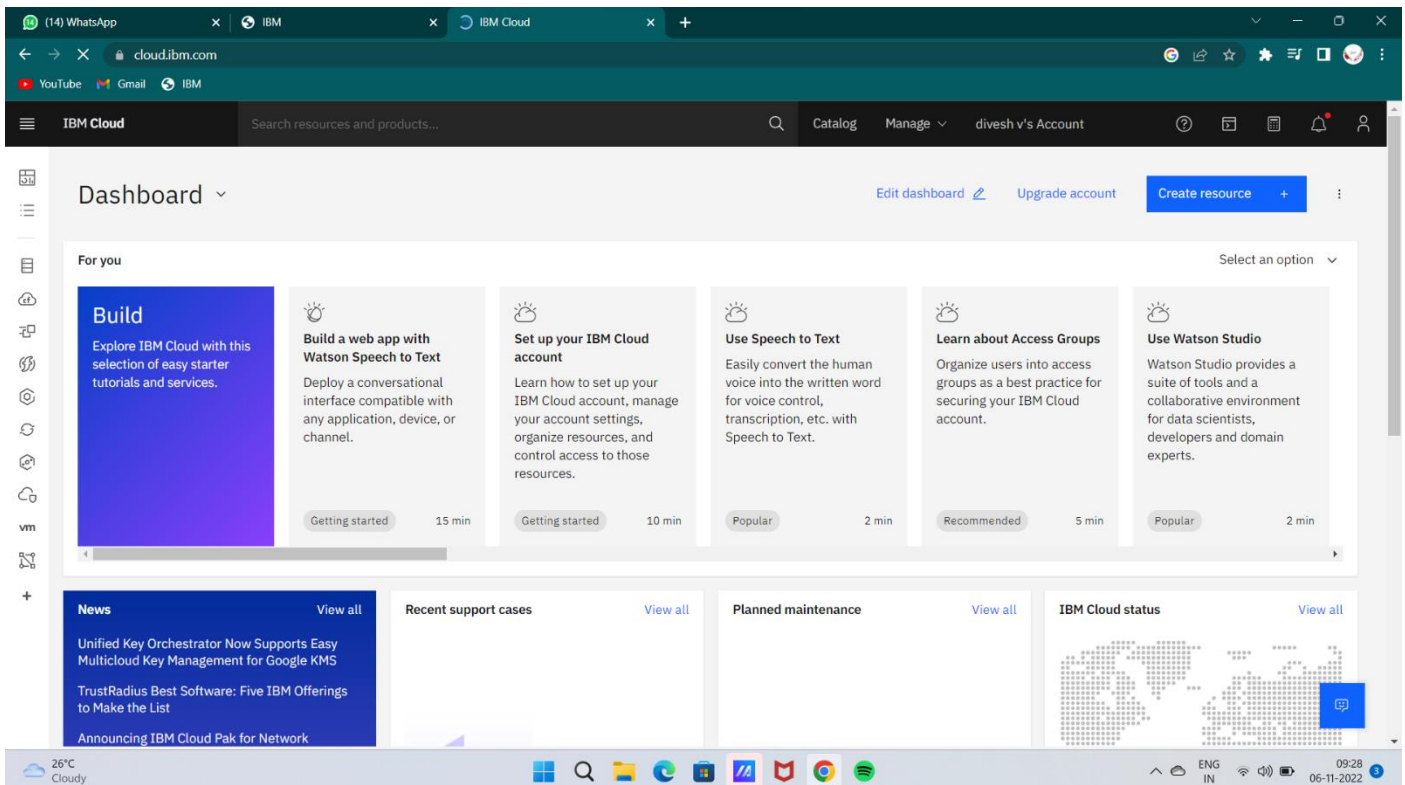 (14) WhatsApp
IBM
IBM Cloud
cloud.ibm.com
YouTube
Gmail
IBM
IBM Cloud
Search resources and products...
Catalog
Manage
divesh v's Account
Dashboard
Edit dashboard
Upgrade account
Create resource +
For you
Select an option
Build
Explore IBM Cloud with this
selection of easy starter
tutorials and services.
Build a web app with
Watson Speech to Text
Deploy a conversational
interface compatible with
any application, device, or
channel.
Getting started
15 min
Set up your IBM Cloud
account
Learn how to set up your
IBM Cloud account, manage
your account settings,
organize resources, and
control access to those
resources.
Getting started
10 min
Use Speech to Text
Easily convert the human
voice into the written word
for voice control,
transcription, etc. with
Speech to Text.
Popular
2 min
Learn about Access Groups
Organize users into access
groups as a best practice for
securing your IBM Cloud
account.
Recommended
5 min
Use Watson Studio
Watson Studio provides a
suite of tools and a
collaborative environment
for data scientists,
developers and domain
experts.
Popular
2 min
vm
News
View all
Unified Key Orchestrator Now Supports Easy
Multicloud Key Management for Google KMS
TrustRadius Best Software: Five IBM Offerings
to Make the List
Announcing IBM Cloud Pak for Network
Recent support cases
View all
Planned maintenance
View all
IBM Cloud status
View all
26°C
Cloudy
ENG
IN
09:28
06-11-2022
3